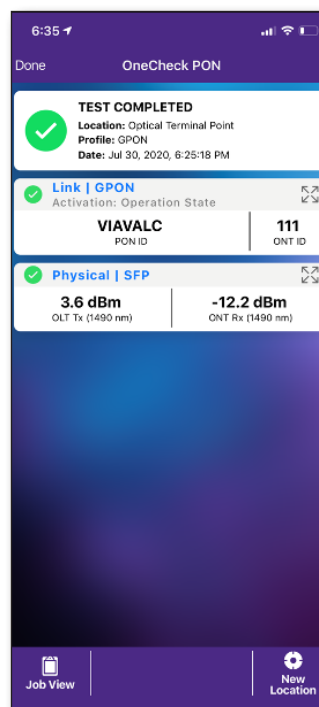 6:35
Done OneCheck PON
TEST COMPLETED
Location: Optical Terminal Point
Profile: GPON
Date: Jul 30, 2020, 6:25:18 PM
Link | GPON
Activation: Operation State
VIAVALC 111
PON ID ONT ID
Physical | SFP
3.6 dBm -12.2 dBm
OLT Tx (1490 nm) ONT Rx (1490 nm)
Job View New
Location